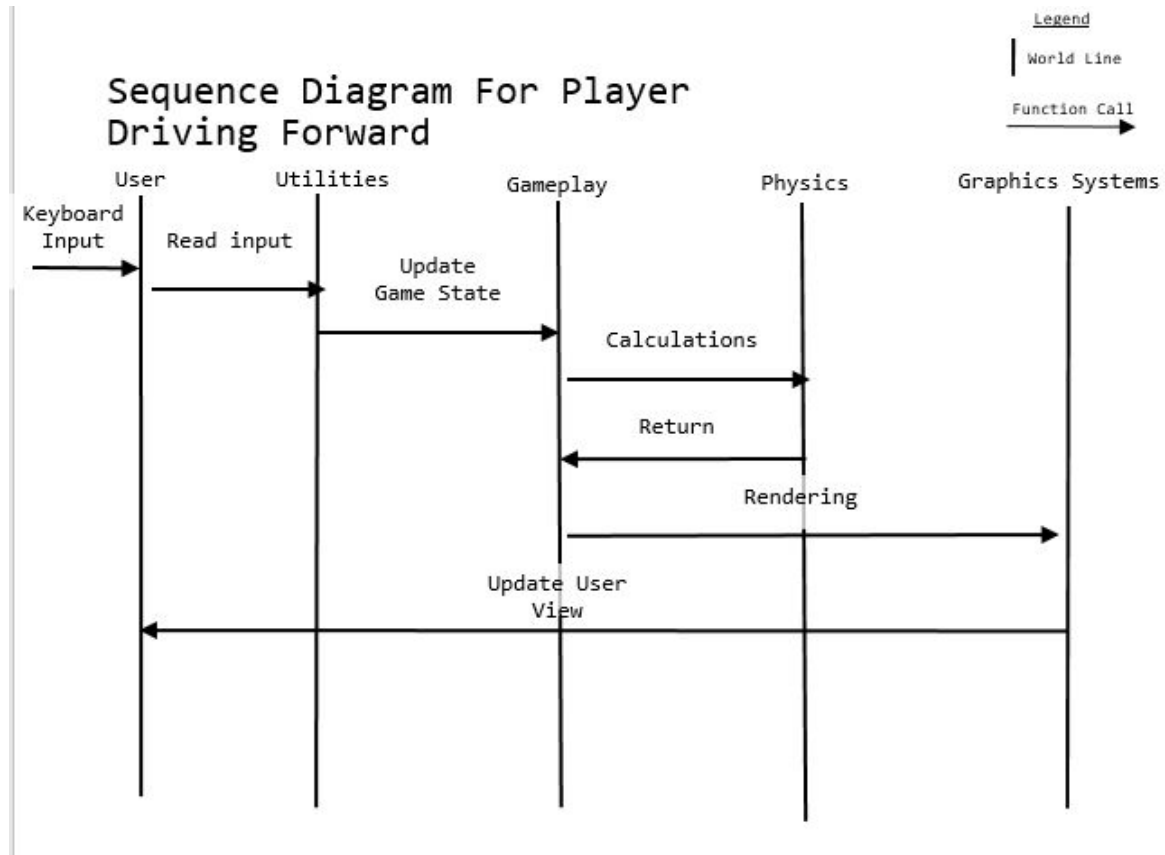 Legend
World Line
Function Call
Sequence Diagram For Player
Driving Forward
User
Utilities
Gameplay
Physics
Graphics Systems
Keyboard
Input
Read input
Update
Game State
Calculations
Return
Rendering
Update User
View